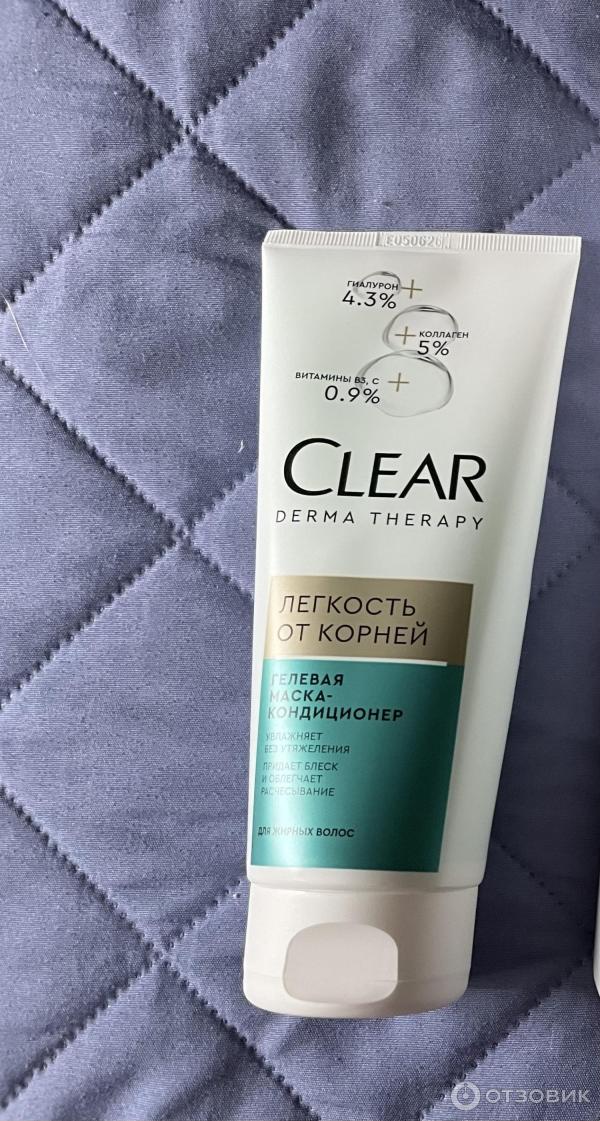 E050626
ГИАЛУРОН
4.3%
КОЛЛАГЕН
5%
ВИТАМИНЫ B3, C
0.9%
CLEAR
DERMA THERAPY
ЛЕГКОСТЬ
ОТ КОРНЕЙ
ГЕЛЕВАЯ
МАСКА-
КОНДИЦИОНЕР
УВЛАЖНЯЕТ
БЕЗ УТЯЖЕЛЕНИЯ
ПРИДАЕТ БЛЕСК
И ОБЛЕГЧАЕТ
РАСЧЕСЫВАНИЕ
ДЛЯ ЖИРНЫХ ВОЛОС
ОТЗОВИК